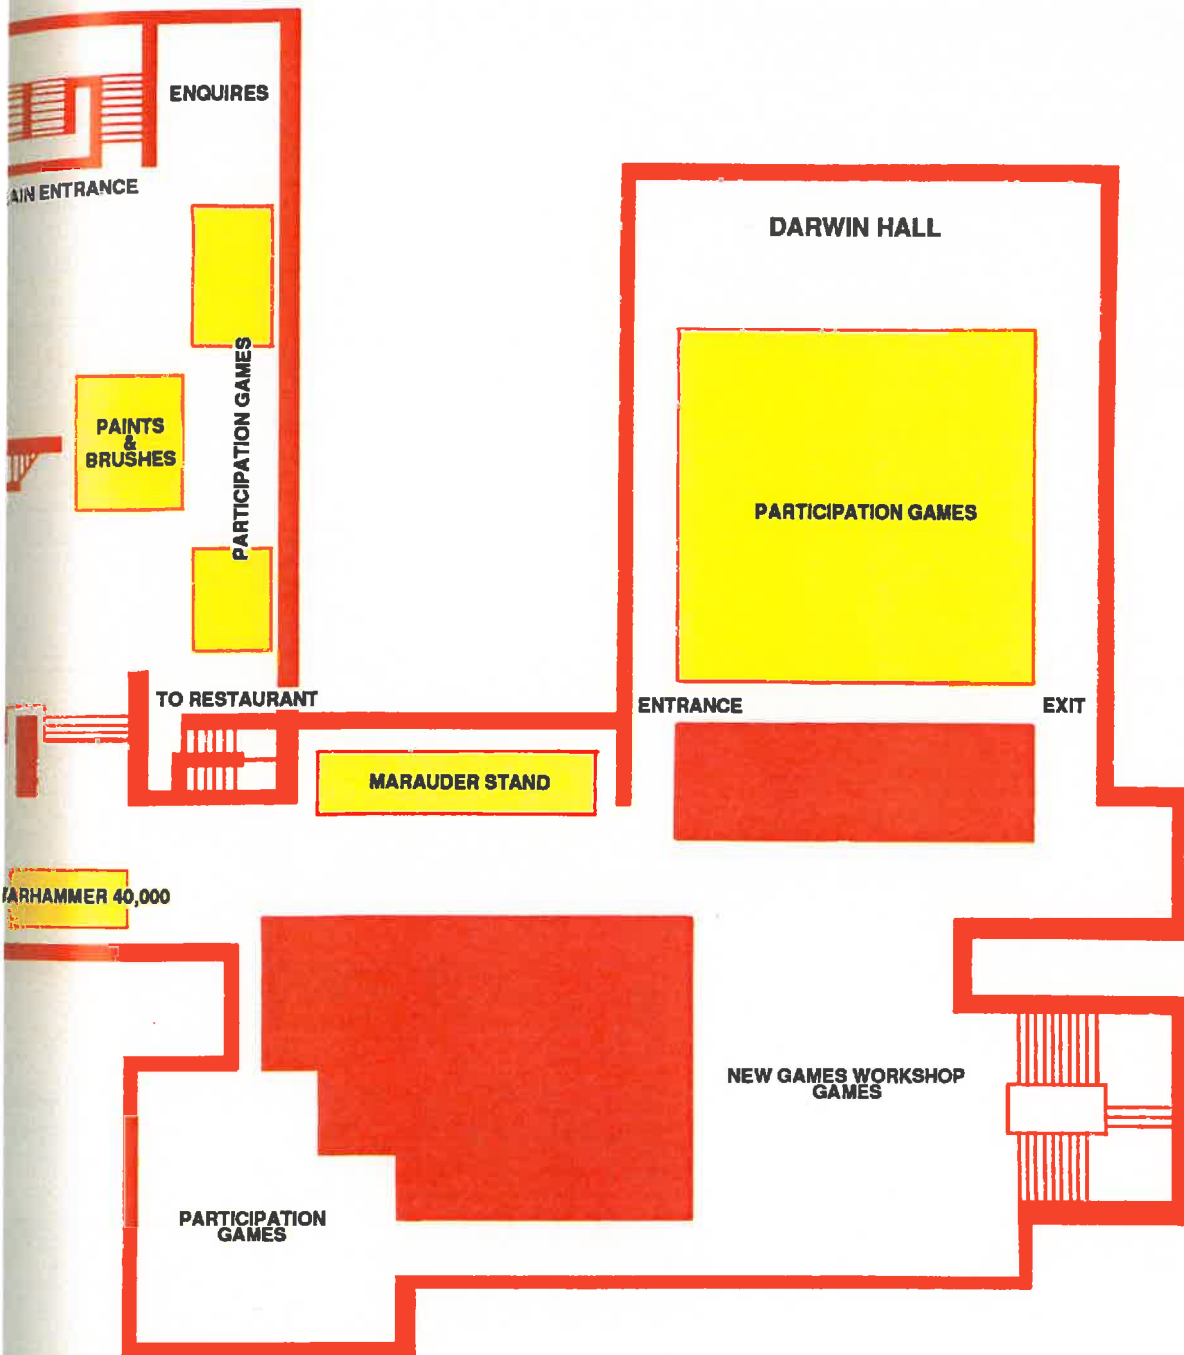 ENQUIRES
AIN ENTRANCE
DARWIN HALL
PARTICIPATION GAMES
PAINTS
&
BRUSHES
PARTICIPATION GAMES
TO RESTAURANT
ENTRANCE
EXIT
MARAUDER STAND
ARHAMMER 40,000
NEW GAMES WORKSHOP
GAMES
PARTICIPATION
GAMES